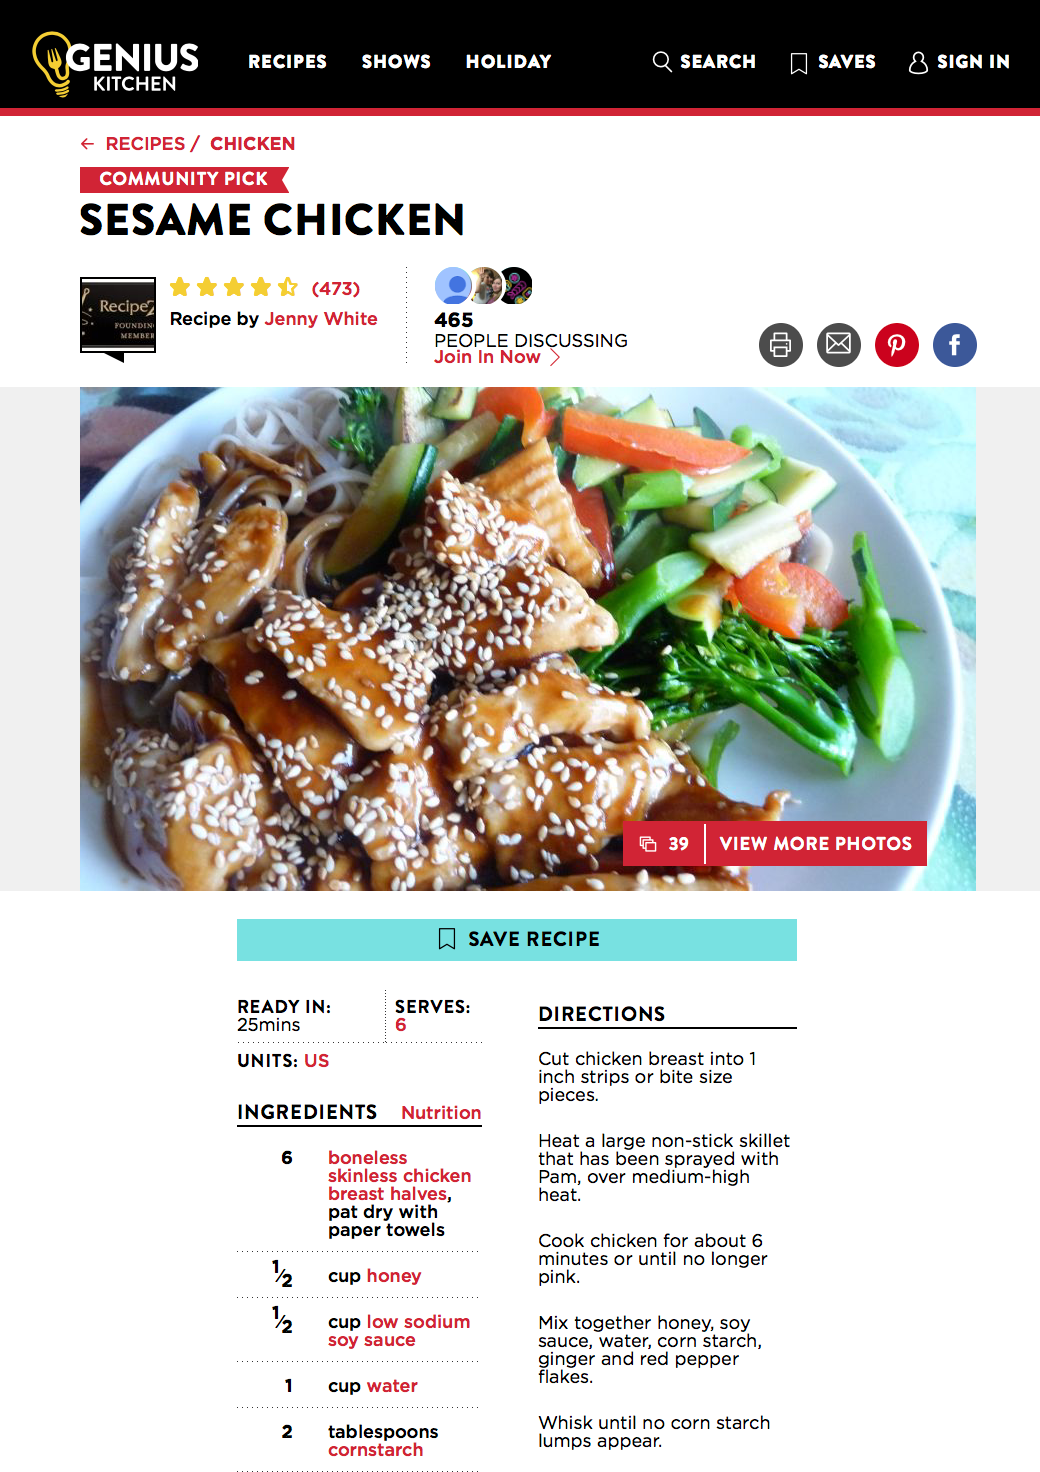 GENIUS
KITCHEN
RECIPES SHOWS HOLIDAY SEARCH SAVES SIGN IN
← RECIPES / CHICKEN
COMMUNITY PICK
SESAME CHICKEN
Recipe
FOUNDIN
MEMBER
(473)
Recipe by Jenny White
465
PEOPLE DISCUSSING
Join In Now
39 VIEW MORE PHOTOS
SAVE RECIPE
READY IN:
25mins
SERVES:
6
UNITS: US
INGREDIENTS Nutrition
6 boneless
skinless chicken
breast halves,
pat dry with
paper towels
1/2 cup honey
1/2 cup low sodium
soy sauce
1 cup water
2 tablespoons
cornstarch
DIRECTIONS
Cut chicken breast into 1
inch strips or bite size
pieces.
Heat a large non-stick skillet
that has been sprayed with
Pam, over medium-high
heat.
Cook chicken for about 6
minutes or until no longer
pink.
Mix together honey, soy
sauce, water, corn starch,
ginger and red pepper
flakes.
Whisk until no corn starch
lumps appear.